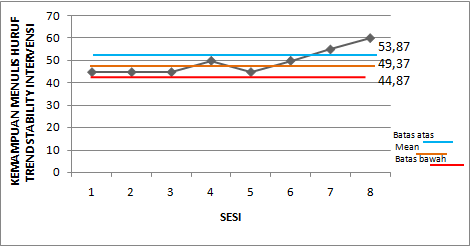 KEMAMPUAN MENULIS HURUF
TREND STABILITY INTERVENSI
70
60
50
40
30
20
10
0
53,87
49,37
44,87
Batas atas
Mean
Batas bawah
1 2 3 4 5 6 7 8
SESI